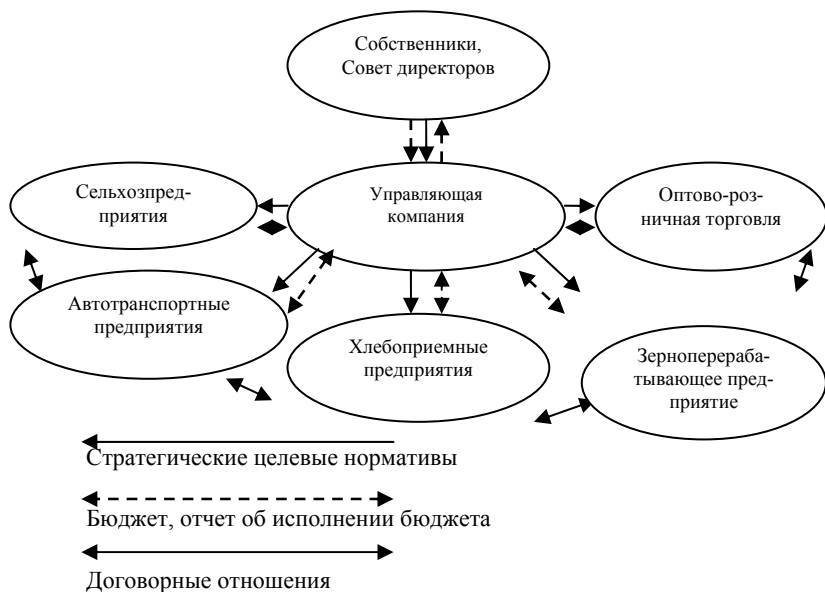 Собственники,
Совет директоров
Сельхозпред-
приятия
Управляющая
компания
Оптово-роз-
ничная торговля
Автотранспортные
предприятия
Хлебоприемные
предприятия
Зерноперераба-
тывающее пред-
приятие
Стратегические целевые нормативы
Бюджет, отчет об исполнении бюджета
Договорные отношения